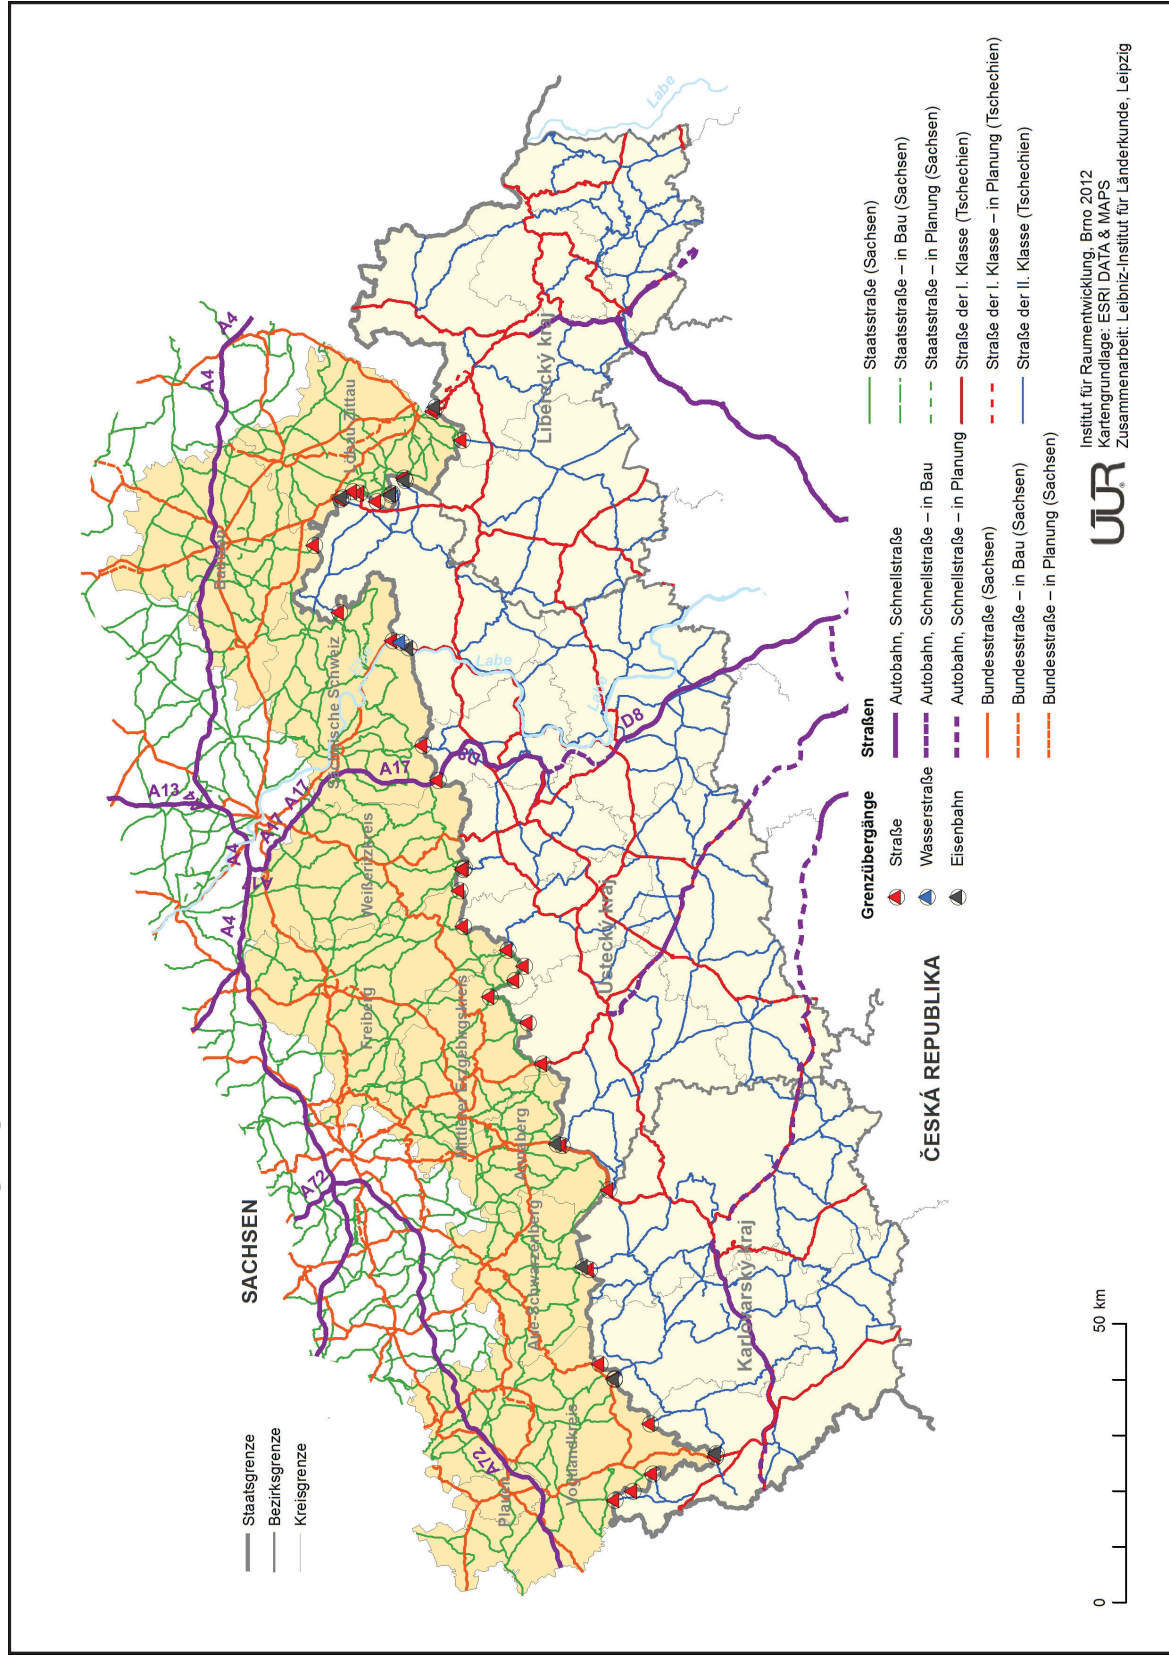 SACHSEN
Staatsgrenze
Bezirksgrenze
Kreisgrenze
A4
A4
A13
A4
A4
A4
A17
A17
A17
A72
A72
D8
D8
Labe
Labe
Labe
Löbau-Zittau
Bautzen
Sächsische Schweiz
Weißeritzkreis
Freiberg
Mittlerer Erzgebirgskreis
Annaberg
Aue-Schwarzenberg
Vogtlandkreis
Plauen
Liberecký kraj
Ústecký kraj
Karlovarský kraj
ČESKÁ REPUBLIKA
Grenzübergänge
Straße
Wasserstraße
Eisenbahn
Straßen
Autobahn, Schnellstraße
Autobahn, Schnellstraße – in Bau
Autobahn, Schnellstraße – in Planung
Bundesstraße (Sachsen)
Bundesstraße – in Bau (Sachsen)
Bundesstraße – in Planung (Sachsen)
Staatsstraße (Sachsen)
Staatsstraße – in Bau (Sachsen)
Staatsstraße – in Planung (Sachsen)
Straße der I. Klasse (Tschechien)
Straße der I. Klasse – in Planung (Tschechien)
Straße der II. Klasse (Tschechien)
0 50 km
ÚÚR
Institut für Raumentwicklung, Brno 2012
Kartengrundlage: ESRI DATA & MAPS
Zusammenarbeit: Leibniz-Institut für Länderkunde, Leipzig